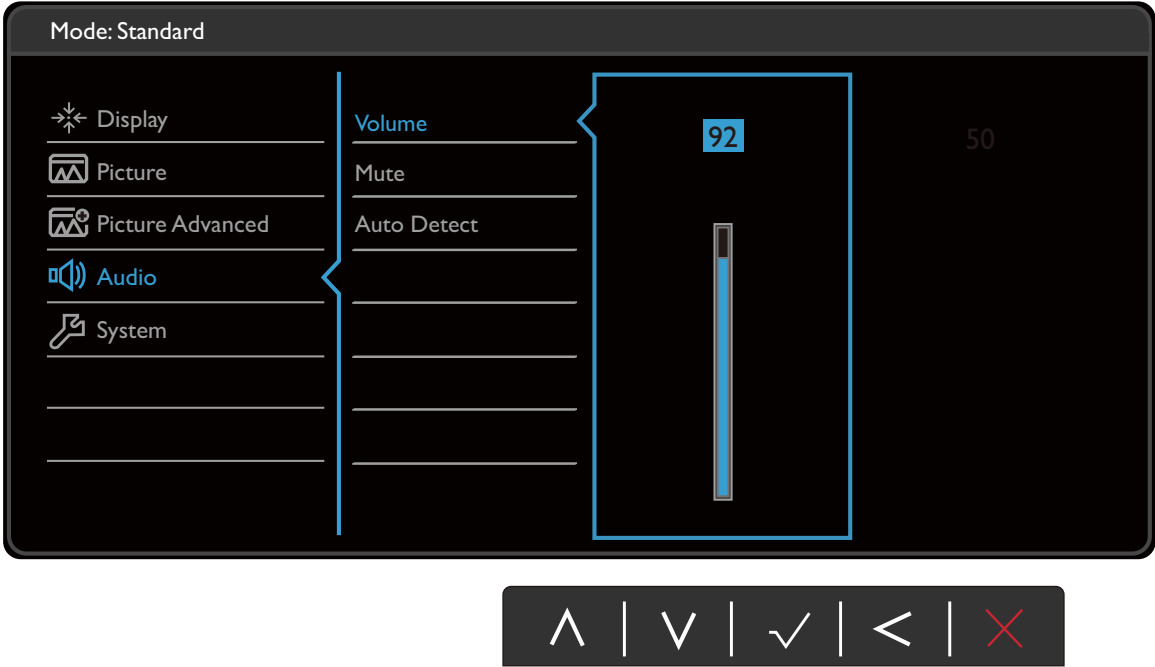 Mode: Standard
Display
Picture
Picture Advanced
Audio
System
Volume
Mute
Auto Detect
92
50